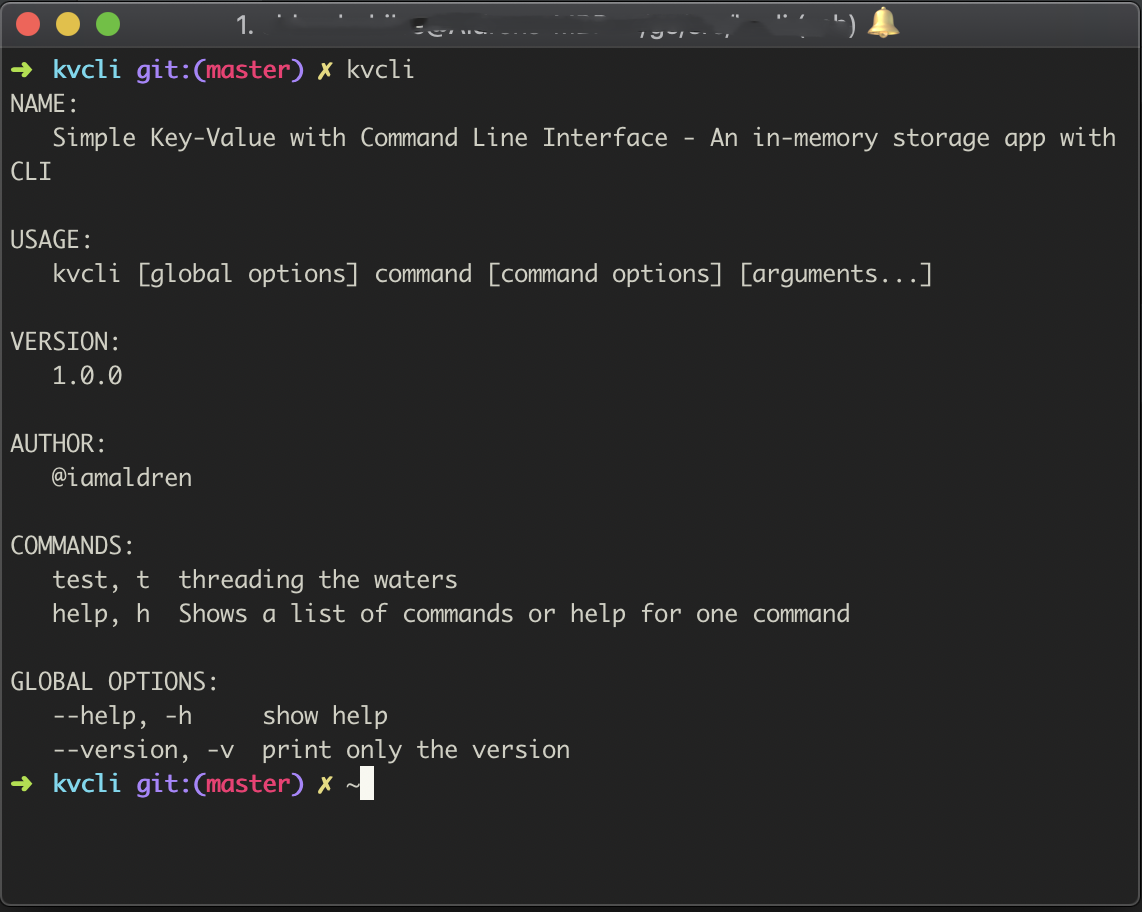 1.
➜ kvcli git:(master) ✗ kvcli
NAME:
Simple Key-Value with Command Line Interface - An in-memory storage app with
CLI
USAGE:
kvcli [global options] command [command options] [arguments...]
VERSION:
1.0.0
AUTHOR:
@iamaldren
COMMANDS:
test, t threading the waters
help, h Shows a list of commands or help for one command
GLOBAL OPTIONS:
--help, -h show help
--version, -v print only the version
➜ kvcli git:(master) ✗ ~